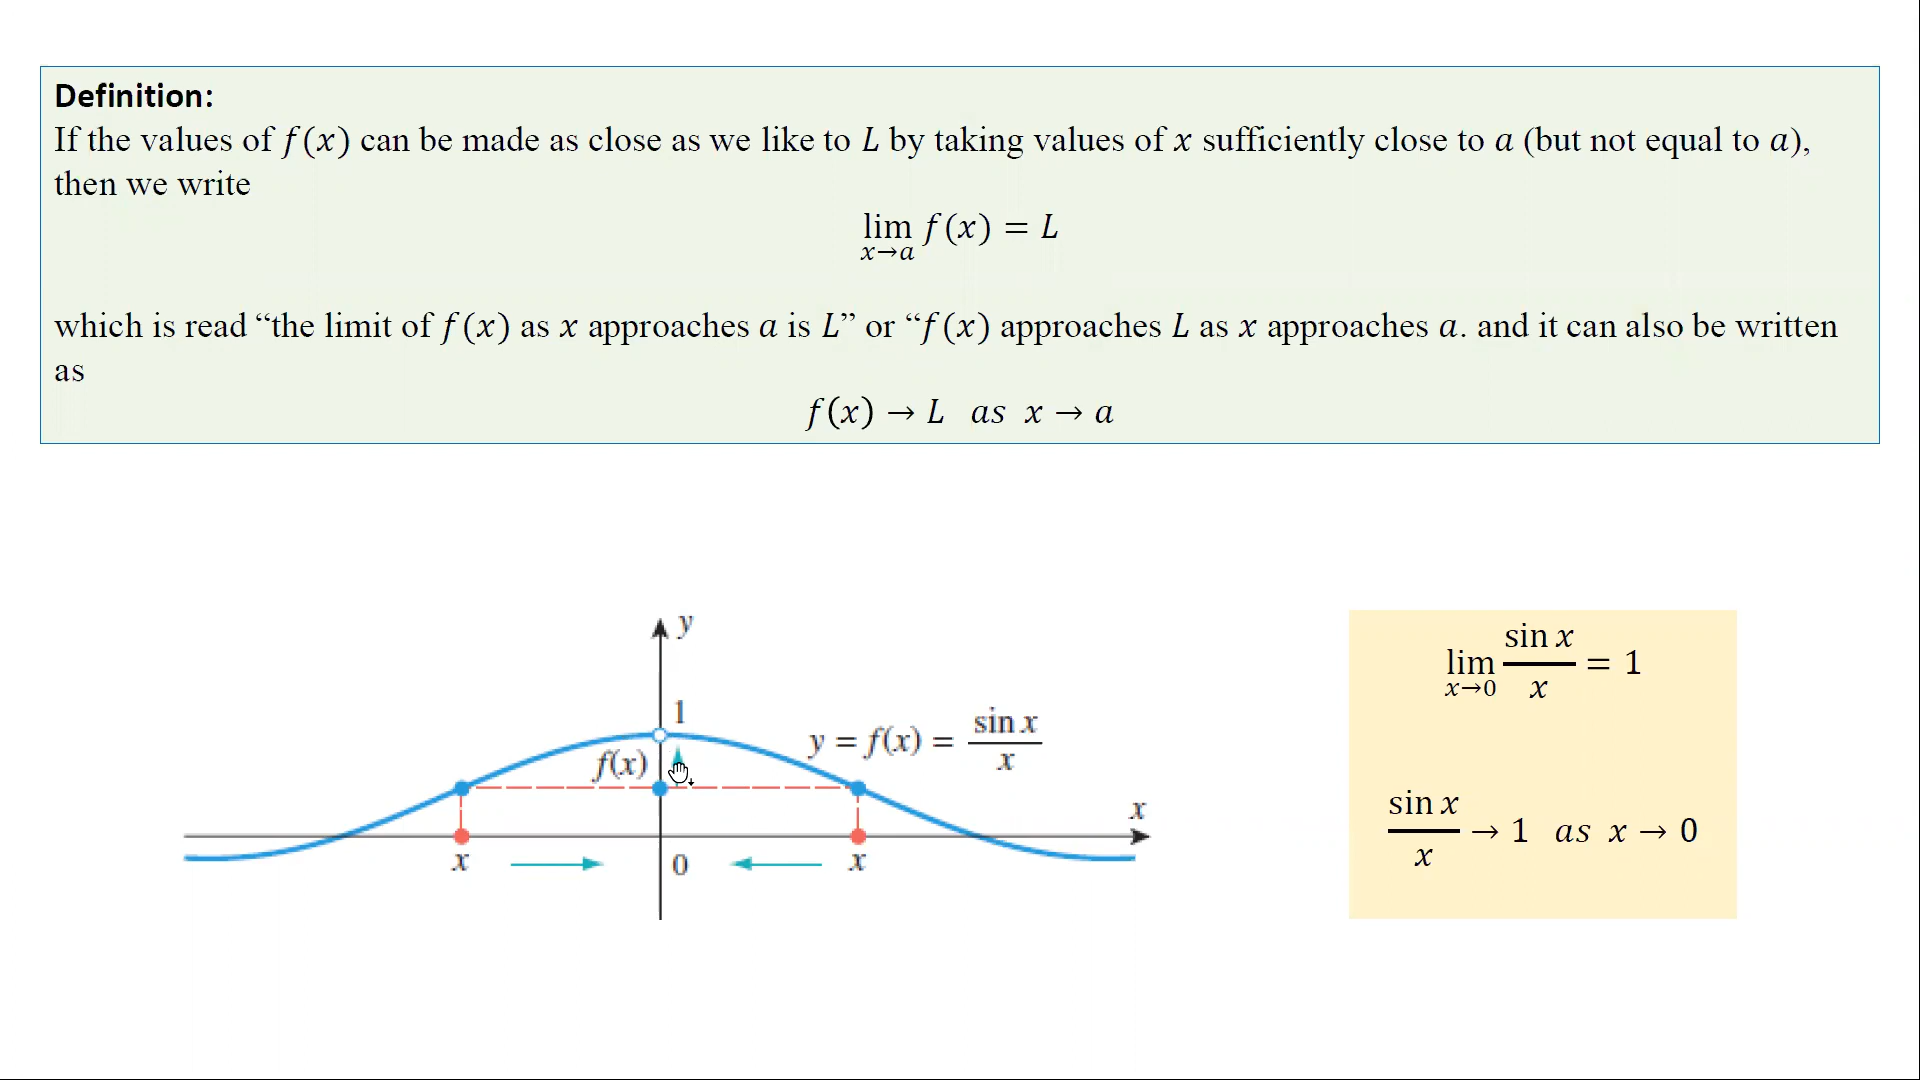 Definition:
If the values of f(x) can be made as close as we like to L by taking values of x sufficiently close to a (but not equal to a),
then we write
lim x→a f(x) = L
which is read “the limit of f(x) as x approaches a is L” or “f(x) approaches L as x approaches a. and it can also be written
as
f(x) → L as x → a
y
1
f(x)
y = f(x) = sin x / x
x
x
0
x
lim x→0 sin x / x = 1
sin x / x → 1 as x → 0